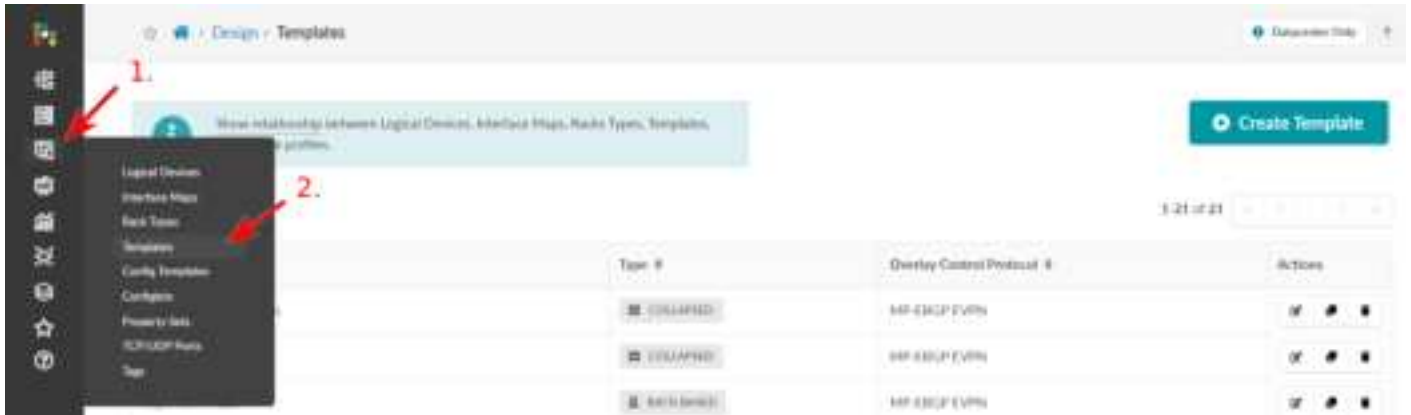 Design / Templates
Datacenter Only
1.
Show relationship between Logical Devices, Interface Maps, Racks Types, Templates,
profiles.
Create Template
Logical Devices
Interface Maps
Rack Types
Templates
Config Templates
Configlets
Property Sets
TCP/UDP Ports
Tags
2.
1-21 of 21
Type
Overlay Control Protocol
Actions
COLLAPSED
MP-EBGP EVPN
COLLAPSED
MP-EBGP EVPN
RACK BASED
MP-EBGP EVPN